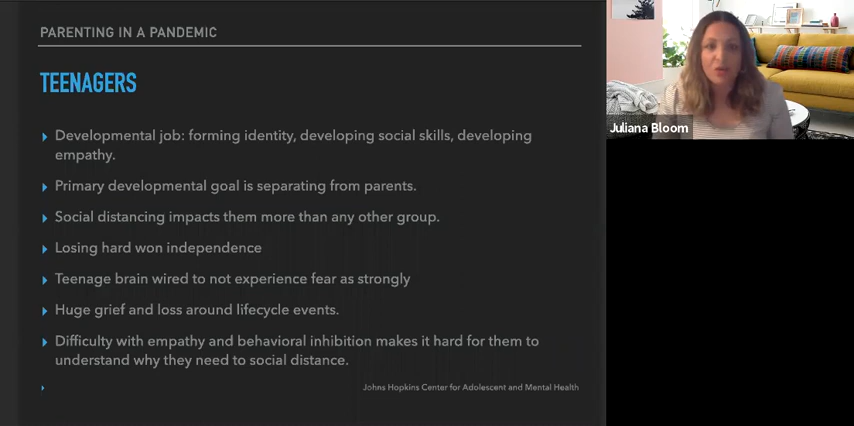 PARENTING IN A PANDEMIC
TEENAGERS
Developmental job: forming identity, developing social skills, developing
empathy.
Primary developmental goal is separating from parents.
Social distancing impacts them more than any other group.
Losing hard won independence
Teenage brain wired to not experience fear as strongly
Huge grief and loss around lifecycle events.
Difficulty with empathy and behavioral inhibition makes it hard for them to
understand why they need to social distance.
Johns Hopkins Center for Adolescent and Mental Health
Juliana Bloom